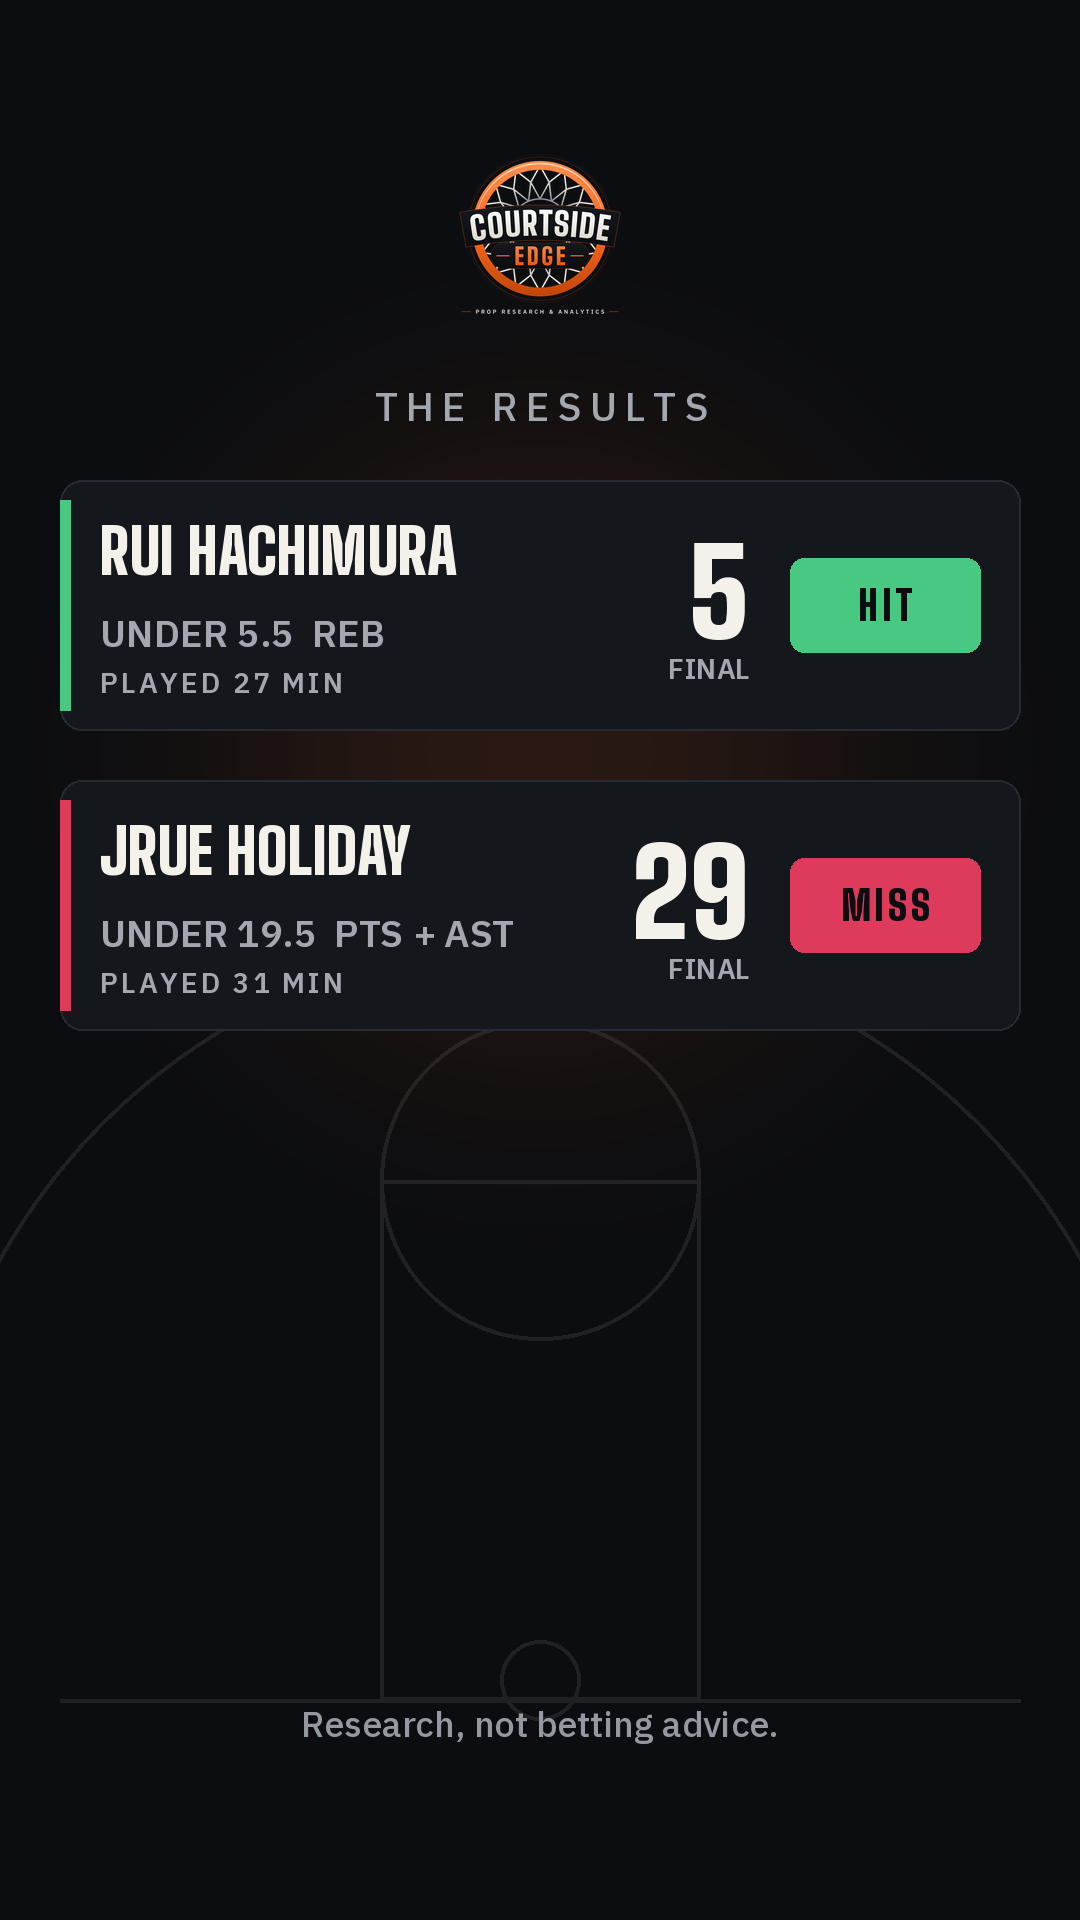 COURTSIDE
EDGE
PROP RESEARCH & ANALYTICS
THE RESULTS
RUI HACHIMURA
UNDER 5.5 REB
PLAYED 27 MIN
5
FINAL
HIT
JRUE HOLIDAY
UNDER 19.5 PTS + AST
PLAYED 31 MIN
29
FINAL
MISS
Research, not betting advice.